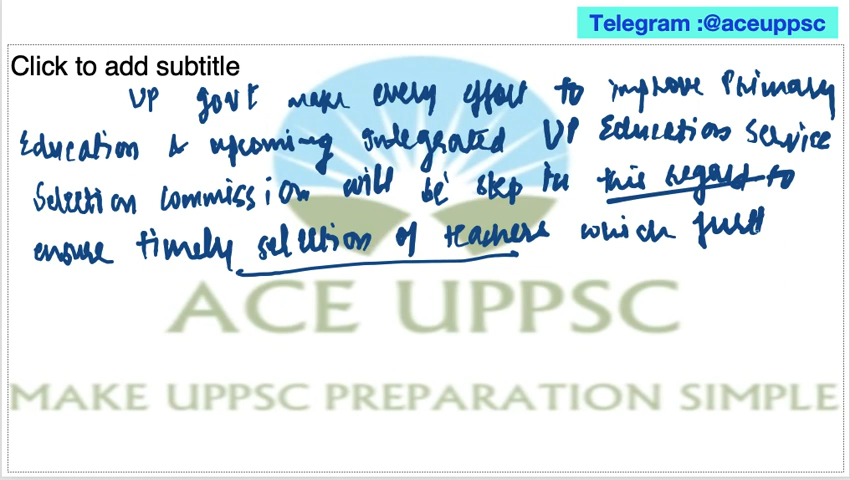 Telegram :@aceuppsc
Click to add subtitle
UP govt make every effort to improve Primary
Education & upcoming Integrated UP Education Service
Selection Commission will be step in this regard to
ensure timely selection of teachers which
ACE UPPSC
MAKE UPPSC PREPARATION SIMPLE